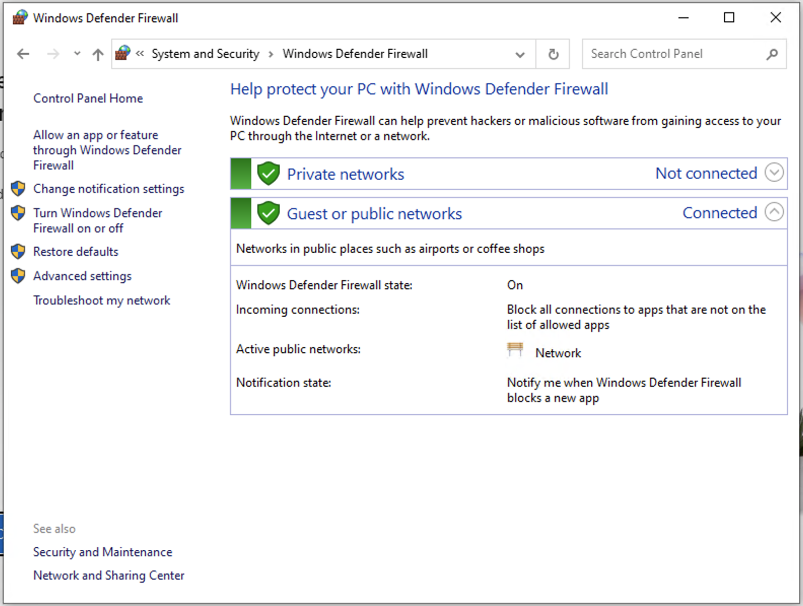 Windows Defender Firewall
« System and Security › Windows Defender Firewall
Search Control Panel
Control Panel Home
Allow an app or feature
through Windows Defender
Firewall
Change notification settings
Turn Windows Defender
Firewall on or off
Restore defaults
Advanced settings
Troubleshoot my network
Help protect your PC with Windows Defender Firewall
Windows Defender Firewall can help prevent hackers or malicious software from gaining access to your
PC through the Internet or a network.
Private networks Not connected
Guest or public networks Connected
Networks in public places such as airports or coffee shops
Windows Defender Firewall state: On
Incoming connections: Block all connections to apps that are not on the
list of allowed apps
Active public networks: Network
Notification state: Notify me when Windows Defender Firewall
blocks a new app
See also
Security and Maintenance
Network and Sharing Center